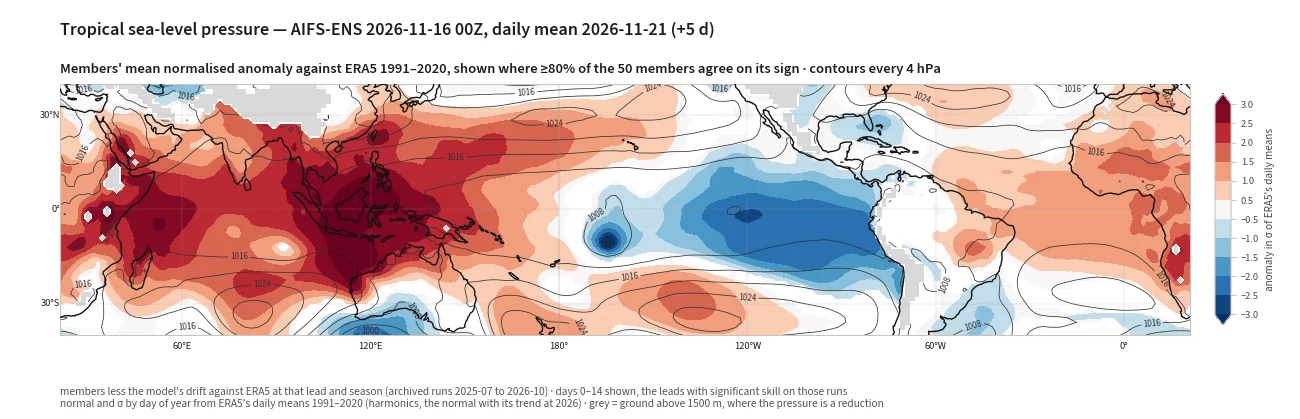 Tropical sea-level pressure — AIFS-ENS 2026-11-16 00Z, daily mean 2026-11-21 (+5 d)
Members' mean normalised anomaly against ERA5 1991–2020, shown where ≥80% of the 50 members agree on its sign · contours every 4 hPa
1016 1016 1016 1024 1016 1024 1016
30°N
1024
1016 1016 1016
0°
1008
1016 1016
1016 1024 1024 1008 1016
30°S
1016 1000 1024 1008 1016
60°E 120°E 180° 120°W 60°W 0°
3.0
2.5
2.0
1.5
1.0
0.5
−0.5
−1.0
−1.5
−2.0
−2.5
−3.0
anomaly in σ of ERA5's daily means
members less the model's drift against ERA5 at that lead and season (archived runs 2025-07 to 2026-10) · days 0–14 shown, the leads with significant skill on those runs
normal and σ by day of year from ERA5's daily means 1991–2020 (harmonics, the normal with its trend at 2026) · grey = ground above 1500 m, where the pressure is a reduction